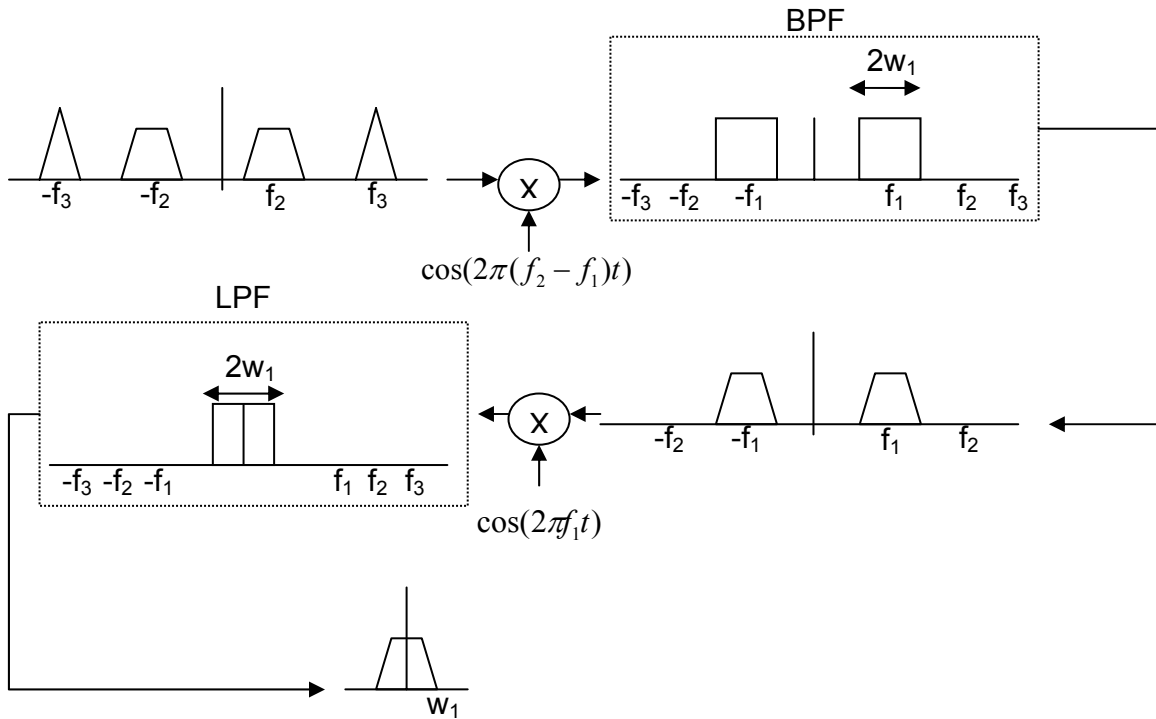 BPF
2w₁
-f₃ -f₂ f₂ f₃
X
-f₃ -f₂ -f₁ f₁ f₂ f₃
cos(2π(f₂ − f₁)t)
LPF
2w₁
X
-f₂ -f₁ f₁ f₂
-f₃ -f₂ -f₁ f₁ f₂ f₃
cos(2πf₁t)
w₁